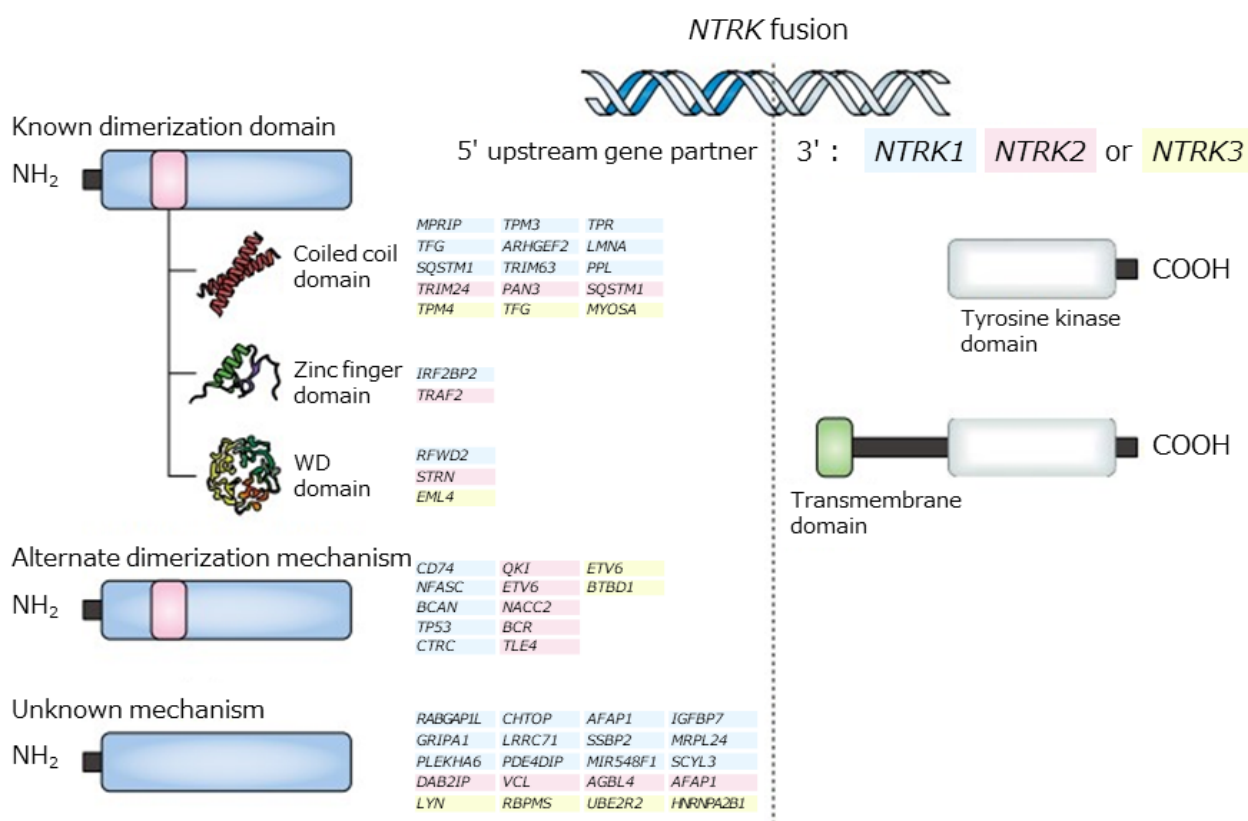 NTRK fusion
Known dimerization domain
NH2
5' upstream gene partner
3' : NTRK1 NTRK2 or NTRK3
Coiled coil
domain
MPRIP TPM3 TPR
TFG ARHGEF2 LMNA
SQSTM1 TRIM63 PPL
TRIM24 PAN3 SQSTM1
TPM4 TFG MYOSA
COOH
Tyrosine kinase
domain
Zinc finger
domain
IRF2BP2
TRAF2
WD
domain
RFWD2
STRN
EML4
COOH
Transmembrane
domain
Alternate dimerization mechanism
NH2
CD74 QKI ETV6
NFASC ETV6 BTBD1
BCAN NACC2
TP53 BCR
CTRC TLE4
Unknown mechanism
NH2
RABGAP1L CHTOP AFAP1 IGFBP7
GRIPA1 LRRC71 SSBP2 MRPL24
PLEKHA6 PDE4DIP MIR548F1 SCYL3
DAB2IP VCL AGBL4 AFAP1
LYN RBPMS UBE2R2 HNRNPA2B1